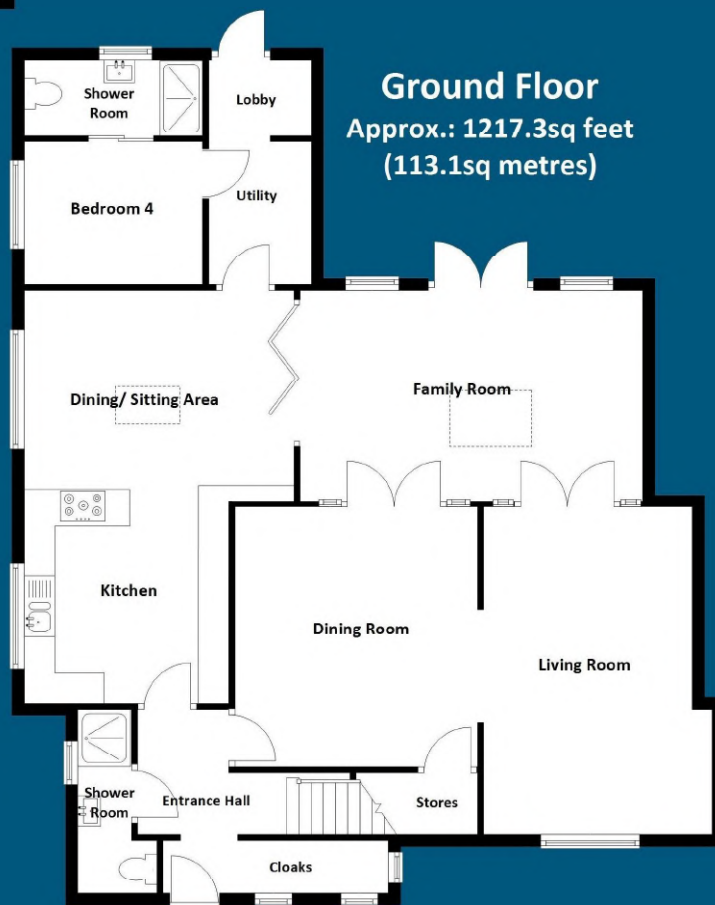 Ground Floor
Approx.: 1217.3sq feet
(113.1sq metres)
Shower
Room
Lobby
Bedroom 4
Utility
Dining/ Sitting Area
Family Room
Kitchen
Dining Room
Living Room
Shower
Room
Entrance Hall
Stores
Cloaks